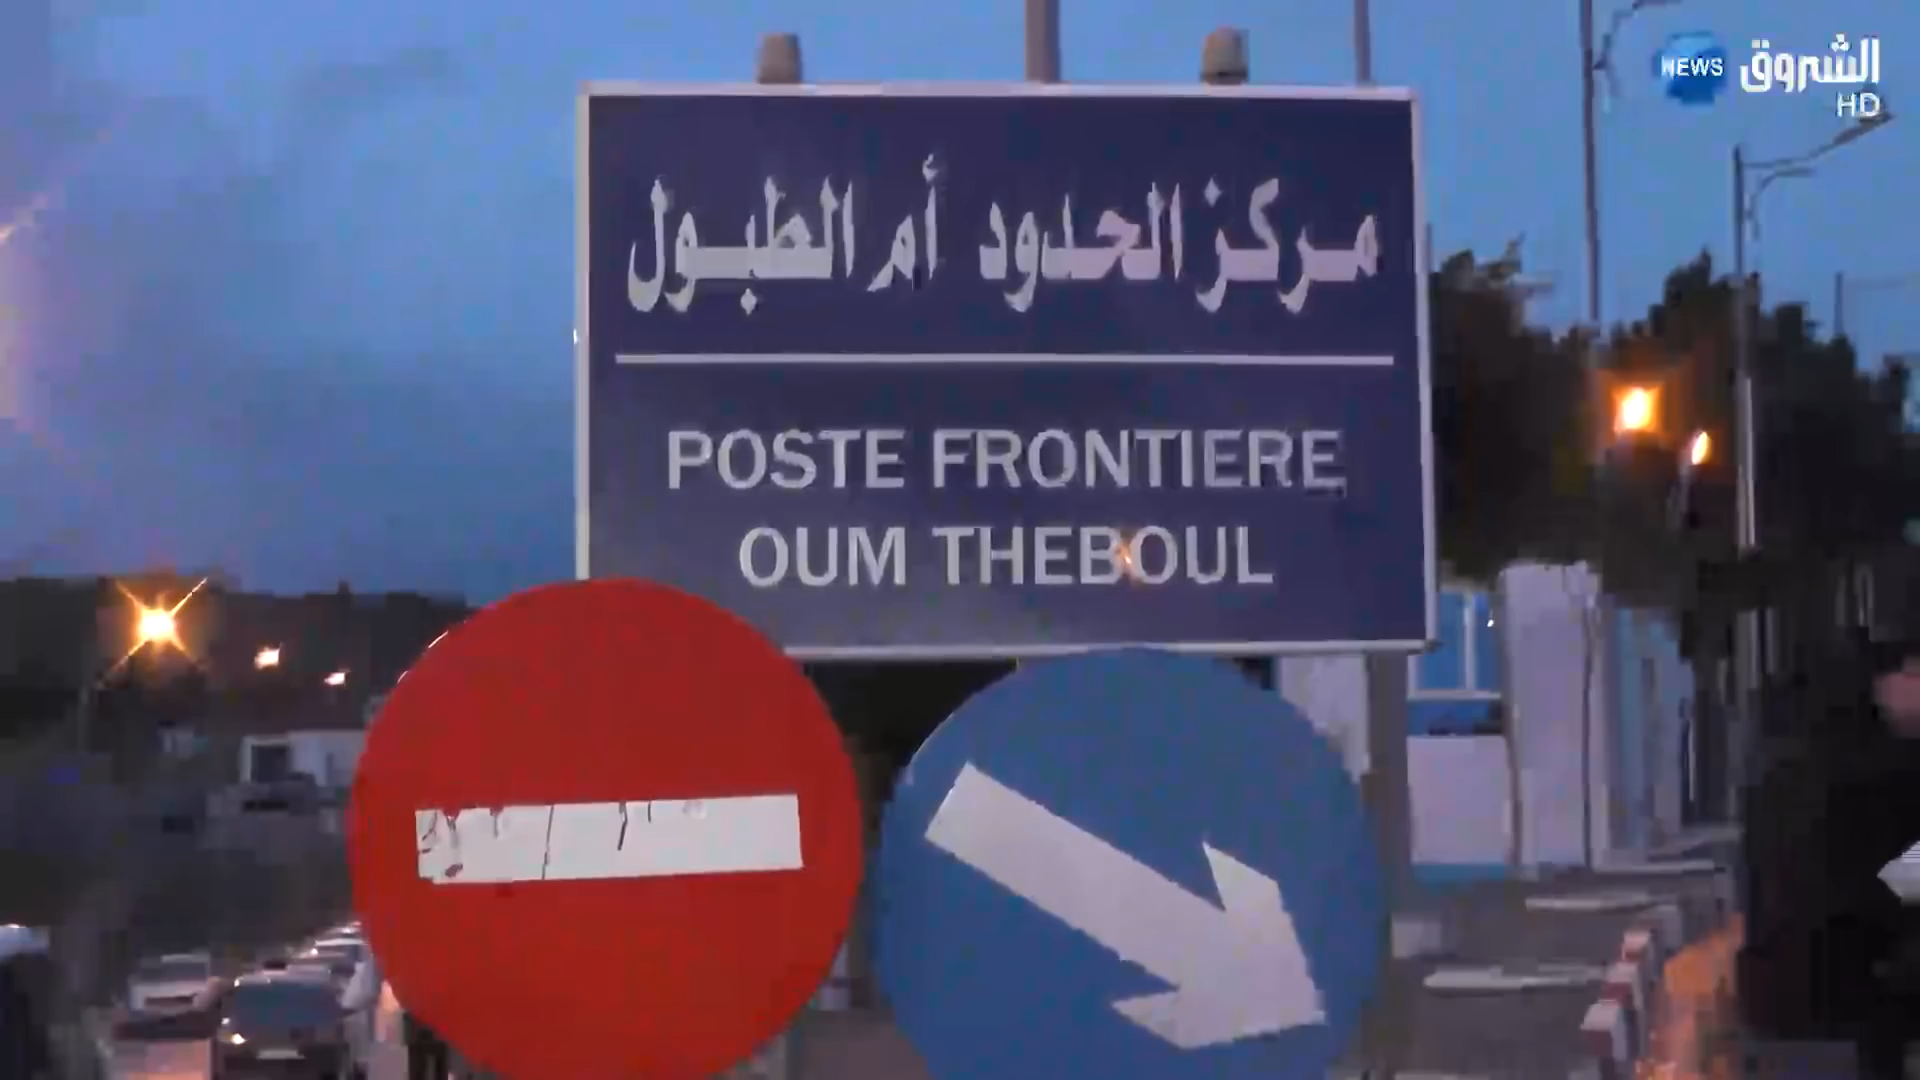 NEWS الشروق
HD
مركز الحدود أم الطبول
POSTE FRONTIERE
OUM THEBOUL